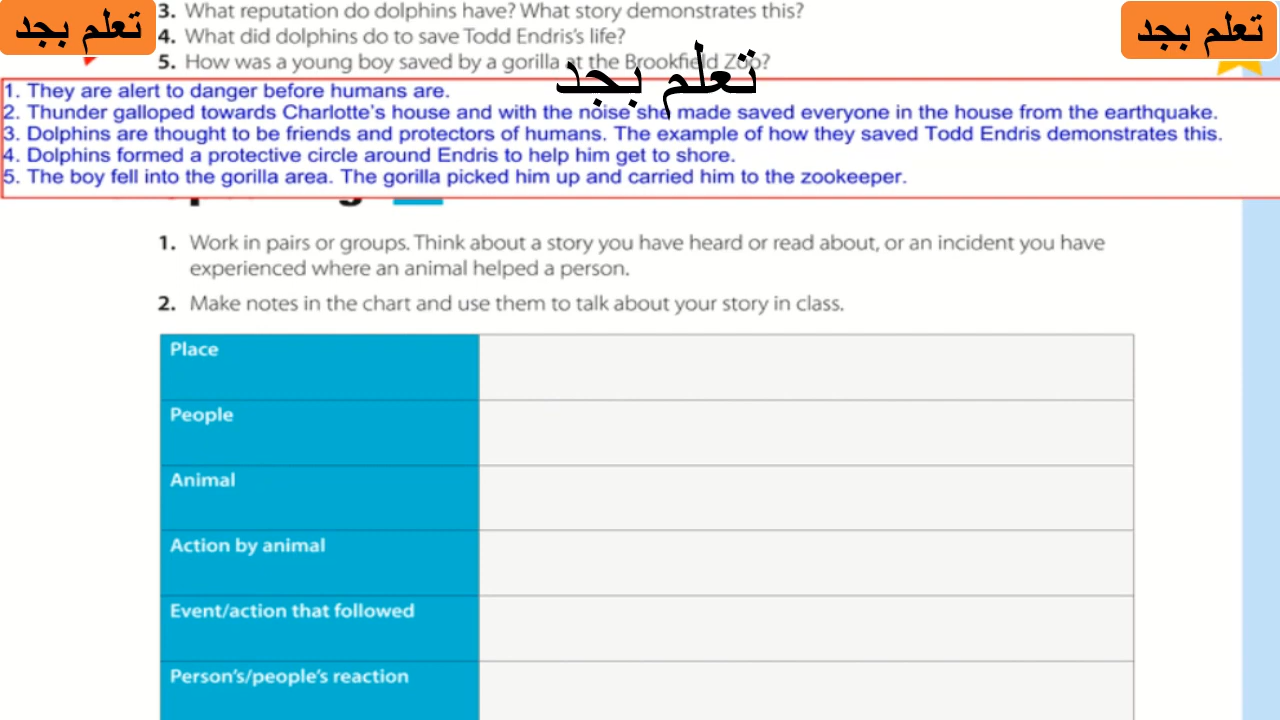 تعلم بجد
تعلم بجد
3. What reputation do dolphins have? What story demonstrates this?
4. What did dolphins do to save Todd Endris's life?
5. How was a young boy saved by a gorilla at the Brookfield Zoo?
تعلم بجد
1. They are alert to danger before humans are.
2. Thunder galloped towards Charlotte's house and with the noise she made saved everyone in the house from the earthquake.
3. Dolphins are thought to be friends and protectors of humans. The example of how they saved Todd Endris demonstrates this.
4. Dolphins formed a protective circle around Endris to help him get to shore.
5. The boy fell into the gorilla area. The gorilla picked him up and carried him to the zookeeper.
1. Work in pairs or groups. Think about a story you have heard or read about, or an incident you have
experienced where an animal helped a person.
2. Make notes in the chart and use them to talk about your story in class.
Place
People
Animal
Action by animal
Event/action that followed
Person's/people's reaction